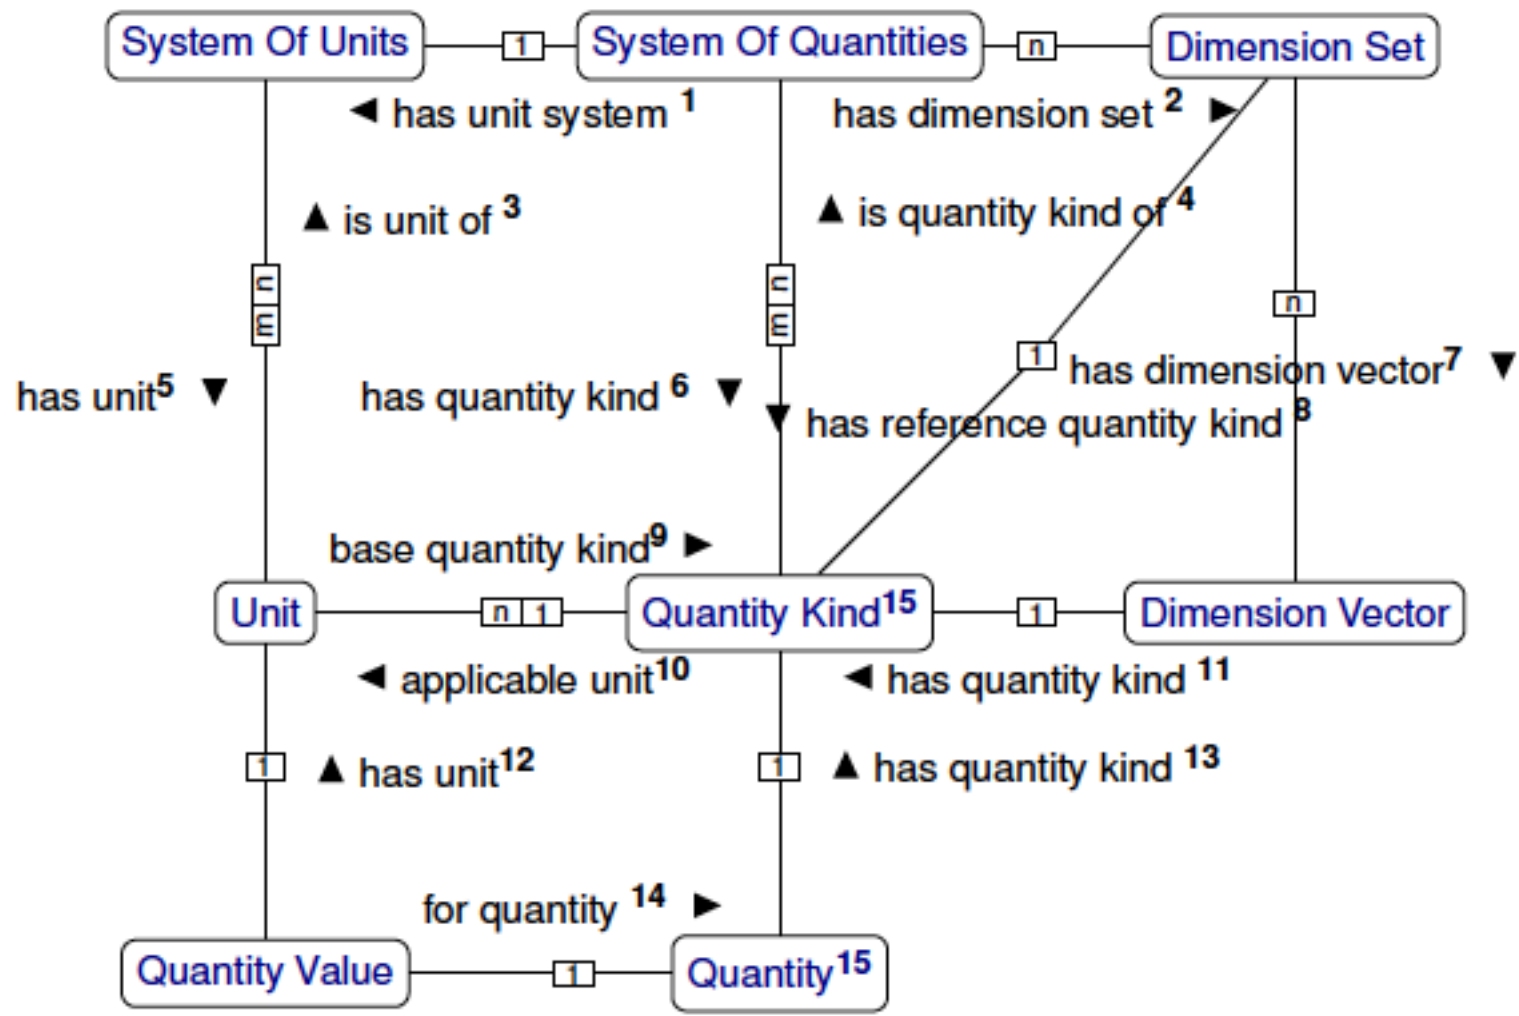 System Of Units
1
System Of Quantities
n
Dimension Set
has unit system 1
has dimension set 2
is unit of 3
is quantity kind of 4
n
m
n
m
n
1
has unit5
has quantity kind 6
has dimension vector7
has reference quantity kind 8
base quantity kind9
Unit
n 1
Quantity Kind15
1
Dimension Vector
applicable unit10
has quantity kind 11
1
has unit12
1
has quantity kind 13
for quantity 14
Quantity Value
1
Quantity15